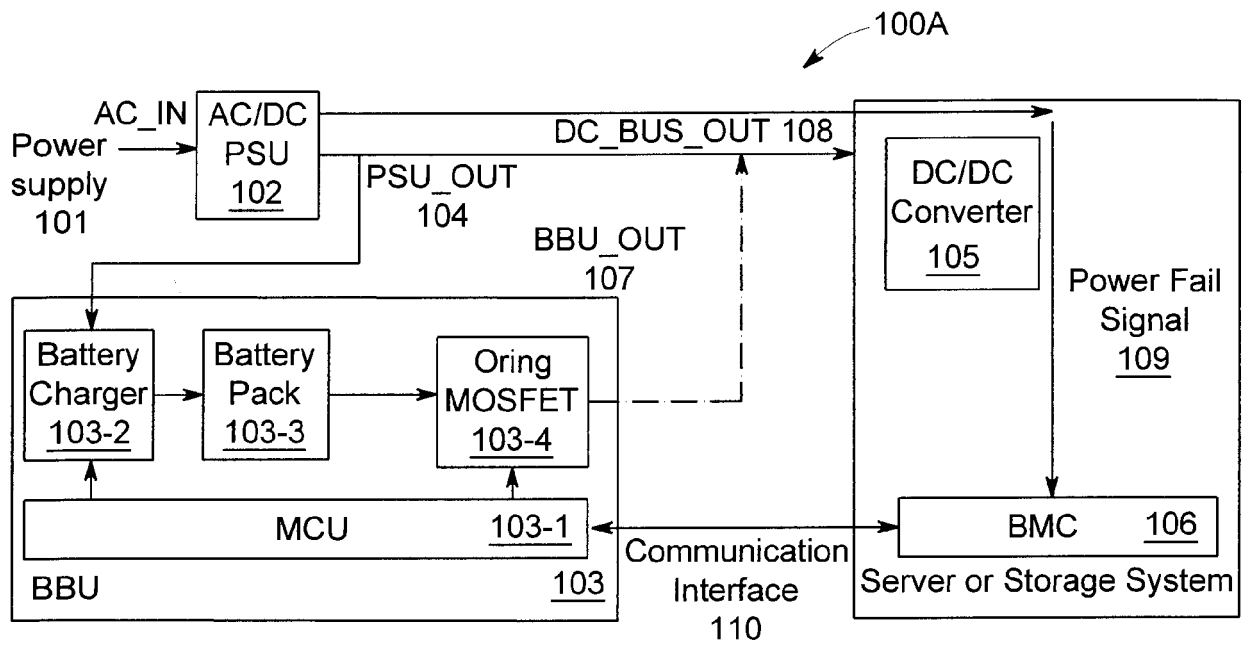 100A
AC_IN
Power
supply
101
AC/DC
PSU
102
DC_BUS_OUT 108
PSU_OUT
104
BBU_OUT
107
DC/DC
Converter
105
Power Fail
Signal
109
Battery
Charger
103-2
Battery
Pack
103-3
Oring
MOSFET
103-4
MCU 103-1
BBU 103
Communication
Interface
110
BMC 106
Server or Storage System